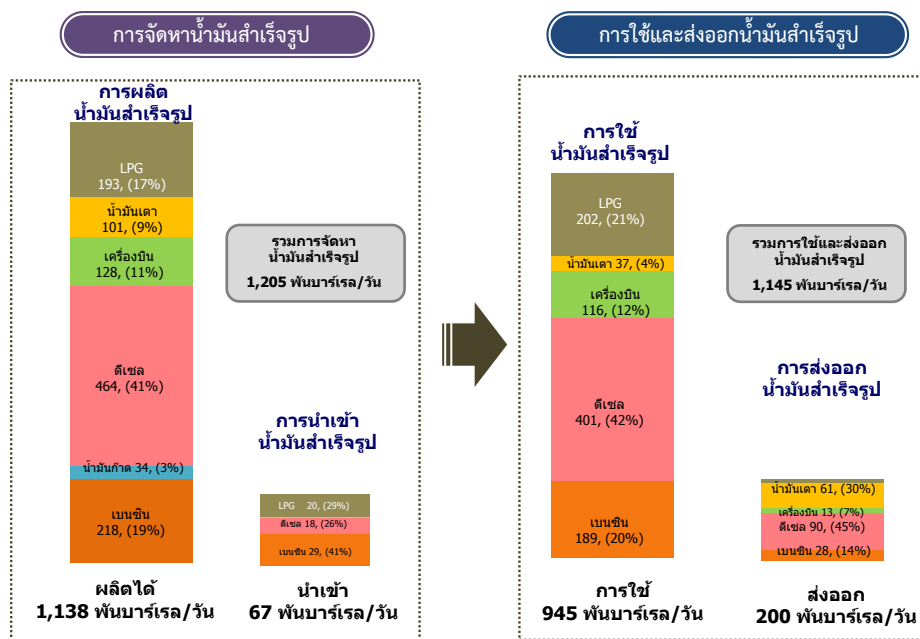 การจัดหาน้ำมันสำเร็จรูป
การผลิต
น้ำมันสำเร็จรูป
LPG
193, (17%)
น้ำมันเตา
101, (9%)
เครื่องบิน
128, (11%)
ดีเซล
464, (41%)
น้ำมันก๊าด 34, (3%)
เบนซิน
218, (19%)
ผลิตได้
1,138 พันบาร์เรล/วัน
รวมการจัดหา
น้ำมันสำเร็จรูป
1,205 พันบาร์เรล/วัน
การนำเข้า
น้ำมันสำเร็จรูป
LPG 20, (29%)
ดีเซล 18, (26%)
เบนซิน 29, (41%)
นำเข้า
67 พันบาร์เรล/วัน
การใช้และส่งออกน้ำมันสำเร็จรูป
การใช้
น้ำมันสำเร็จรูป
LPG
202, (21%)
น้ำมันเตา 37, (4%)
เครื่องบิน
116, (12%)
ดีเซล
401, (42%)
เบนซิน
189, (20%)
การใช้
945 พันบาร์เรล/วัน
รวมการใช้และส่งออก
น้ำมันสำเร็จรูป
1,145 พันบาร์เรล/วัน
การส่งออก
น้ำมันสำเร็จรูป
น้ำมันเตา 61, (30%)
เครื่องบิน 13, (7%)
ดีเซล 90, (45%)
เบนซิน 28, (14%)
ส่งออก
200 พันบาร์เรล/วัน